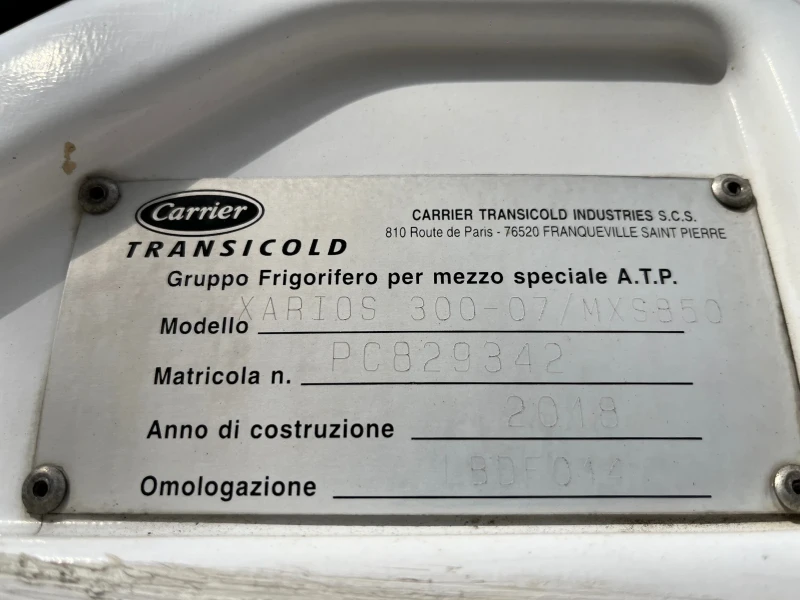 Carrier
TRANSICOLD
CARRIER TRANSICOLD INDUSTRIES S.C.S.
810 Route de Paris - 76520 FRANQUEVILLE SAINT PIERRE
Gruppo Frigorifero per mezzo speciale A.T.P.
Modello XARIOS 300-07/MXS850
Matricola n. PC829342
Anno di costruzione 2018
Omologazione